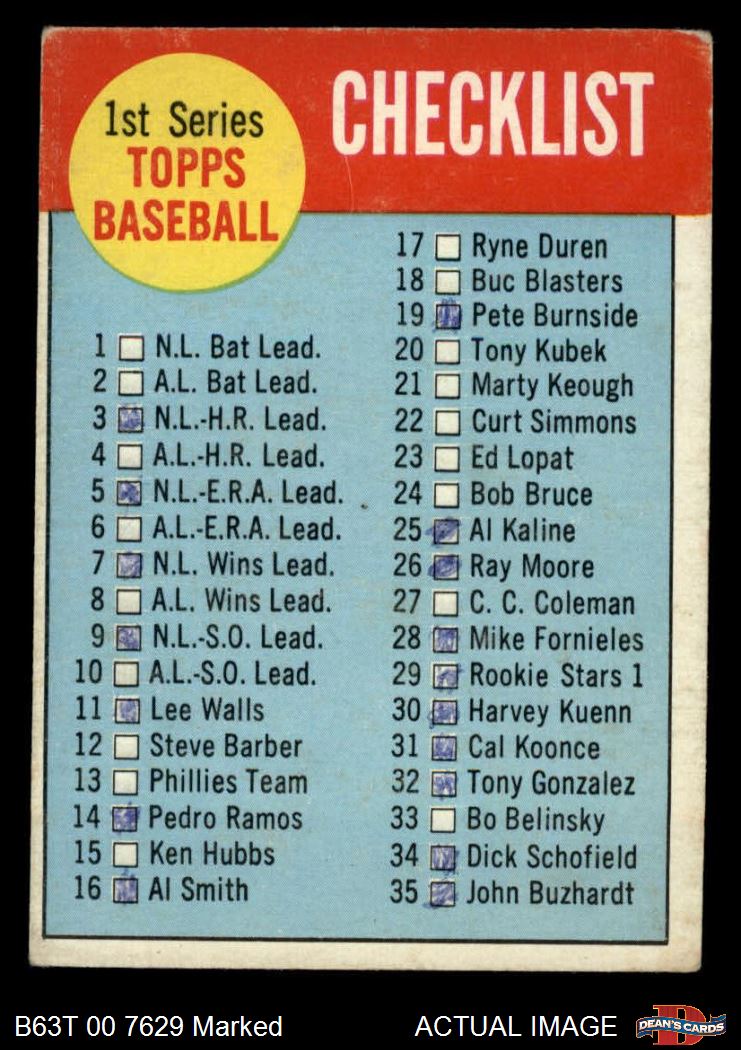 1st Series
TOPPS
BASEBALL
CHECKLIST
1 N.L. Bat Lead.
2 A.L. Bat Lead.
3 N.L.-H.R. Lead.
4 A.L.-H.R. Lead.
5 N.L.-E.R.A. Lead.
6 A.L.-E.R.A. Lead.
7 N.L. Wins Lead.
8 A.L. Wins Lead.
9 N.L.-S.O. Lead.
10 A.L.-S.O. Lead.
11 Lee Walls
12 Steve Barber
13 Phillies Team
14 Pedro Ramos
15 Ken Hubbs
16 Al Smith
17 Ryne Duren
18 Buc Blasters
19 Pete Burnside
20 Tony Kubek
21 Marty Keough
22 Curt Simmons
23 Ed Lopat
24 Bob Bruce
25 Al Kaline
26 Ray Moore
27 C. C. Coleman
28 Mike Fornieles
29 Rookie Stars 1
30 Harvey Kuenn
31 Cal Koonce
32 Tony Gonzalez
33 Bo Belinsky
34 Dick Schofield
35 John Buzhardt
B63T 00 7629 Marked
ACTUAL IMAGE
D
DEAN'S CARDS